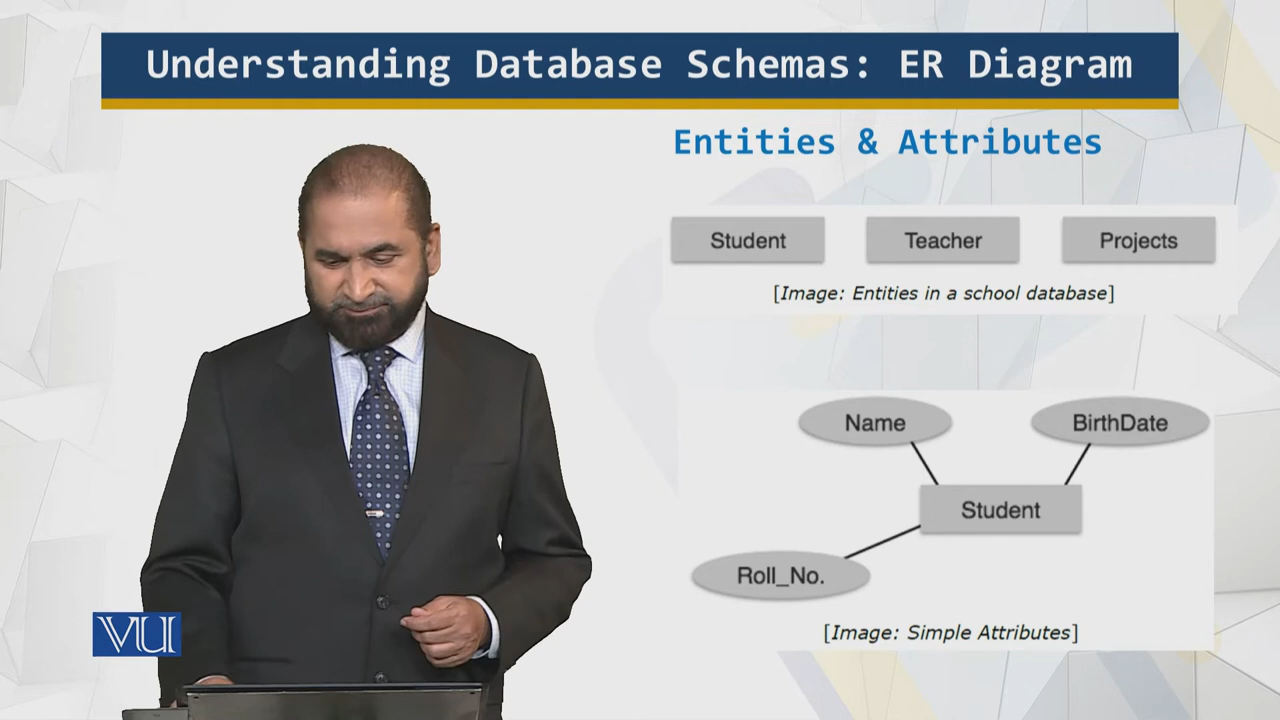 Understanding Database Schemas: ER Diagram
Entities & Attributes
Student Teacher Projects
[Image: Entities in a school database]
Name BirthDate
Student
Roll_No.
[Image: Simple Attributes]
VU